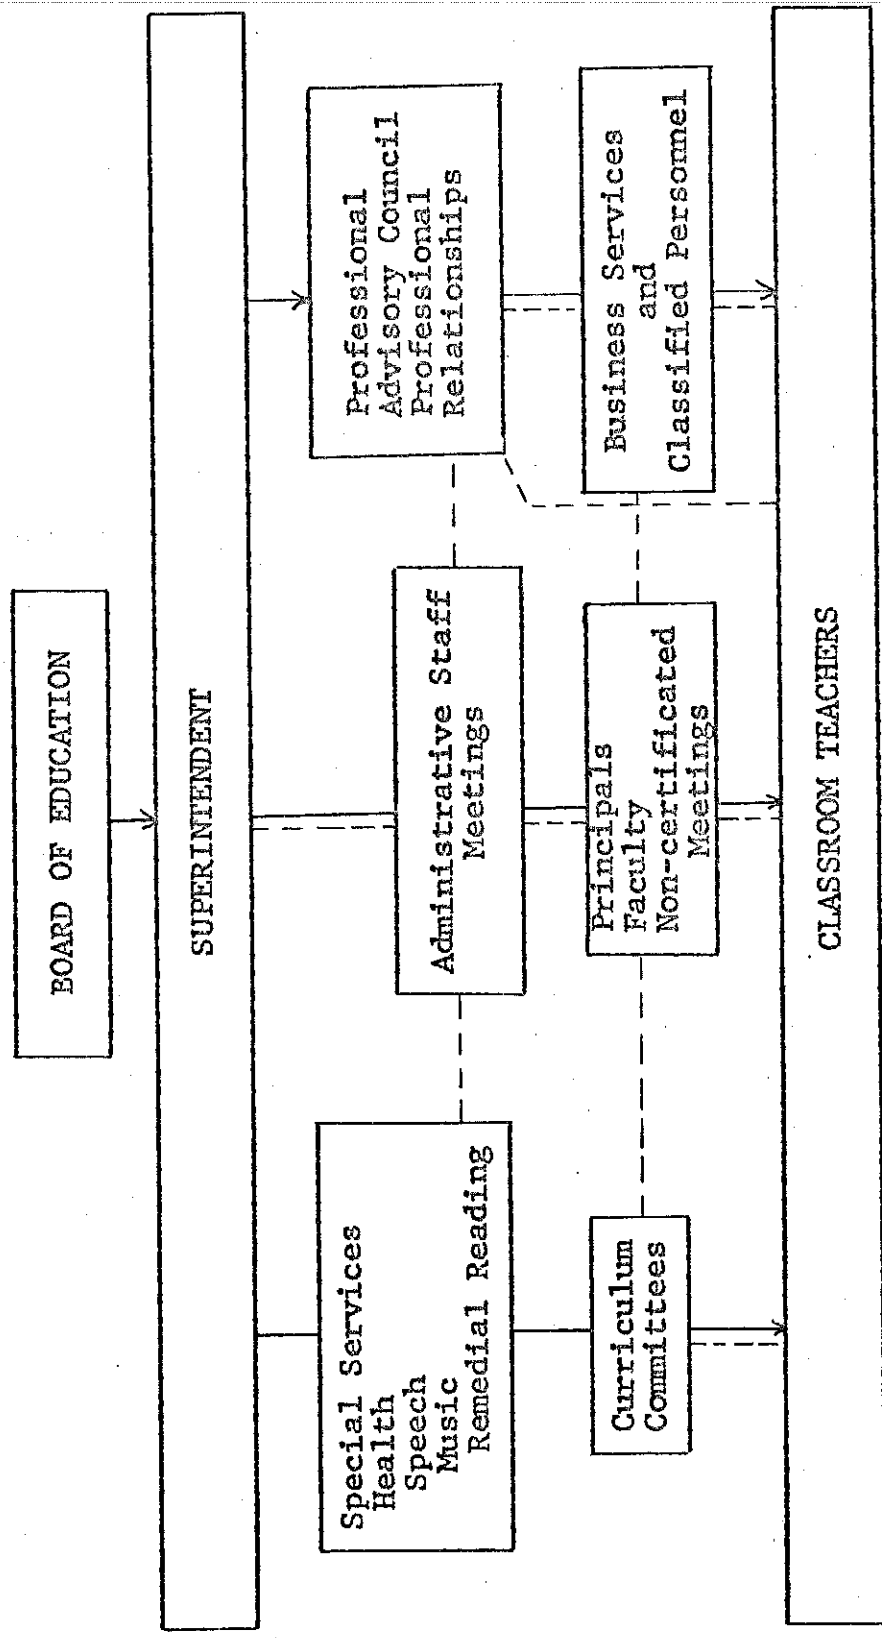 BOARD OF EDUCATION
SUPERINTENDENT
Special Services
Health
Speech
Music
Remedial Reading
Administrative Staff
Meetings
Professional
Advisory Council
Professional
Relationships
Curriculum
Committees
Principals
Faculty
Non-certificated
Meetings
Business Services
and
Classified Personnel
CLASSROOM TEACHERS